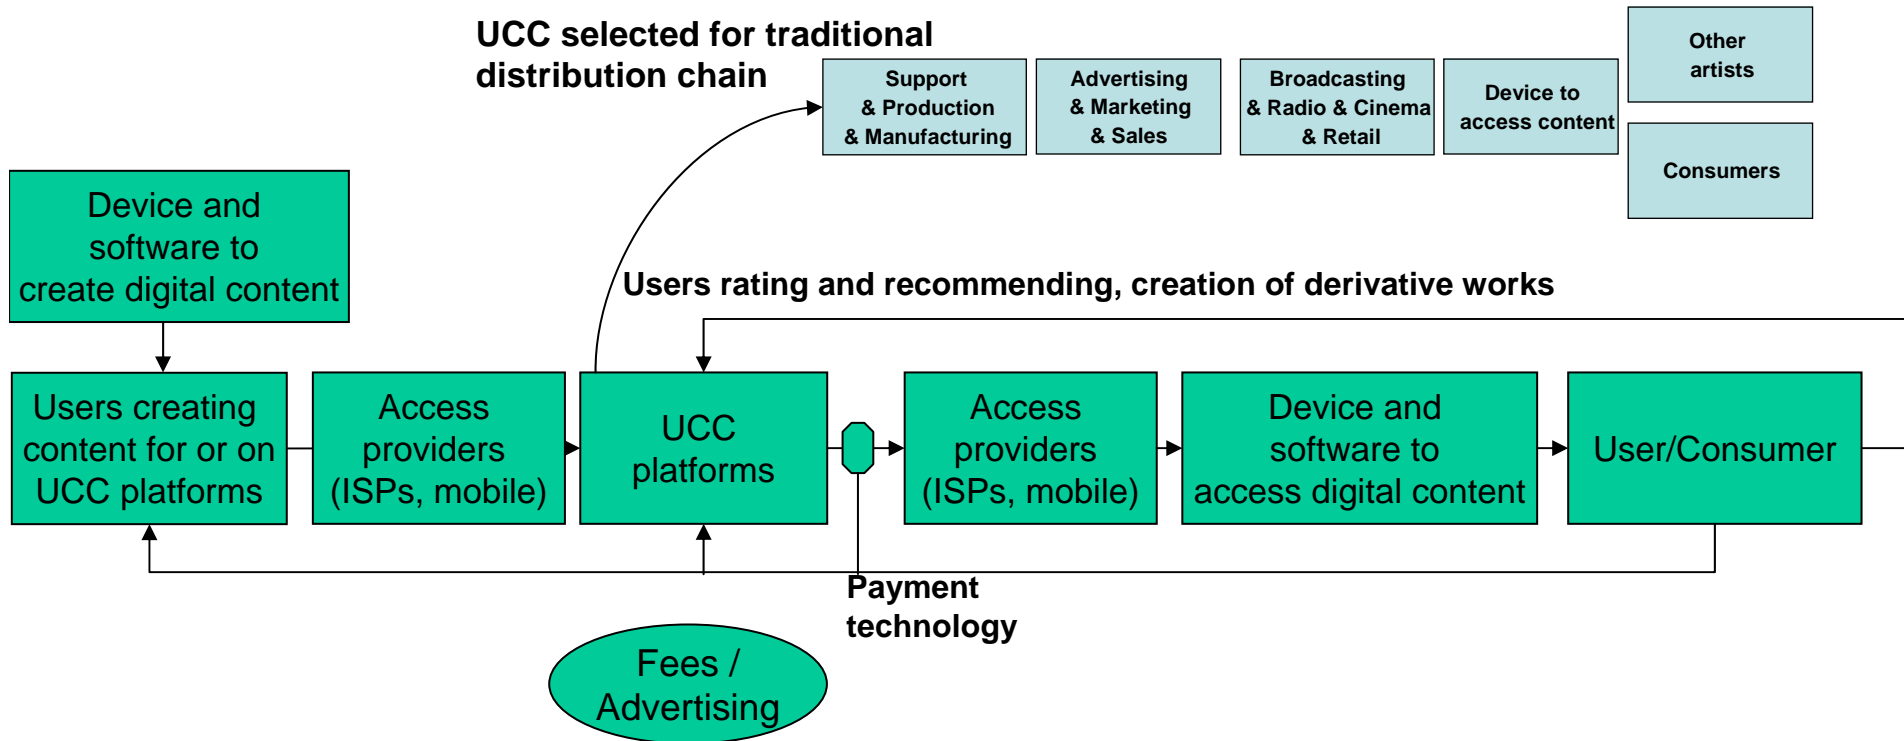 UCC selected for traditional
distribution chain
Support
& Production
& Manufacturing
Advertising
& Marketing
& Sales
Broadcasting
& Radio & Cinema
& Retail
Device to
access content
Other
artists
Consumers
Device and
software to
create digital content
Users rating and recommending, creation of derivative works
Users creating
content for or on
UCC platforms
Access
providers
(ISPs, mobile)
UCC
platforms
Access
providers
(ISPs, mobile)
Device and
software to
access digital content
User/Consumer
Payment
technology
Fees /
Advertising